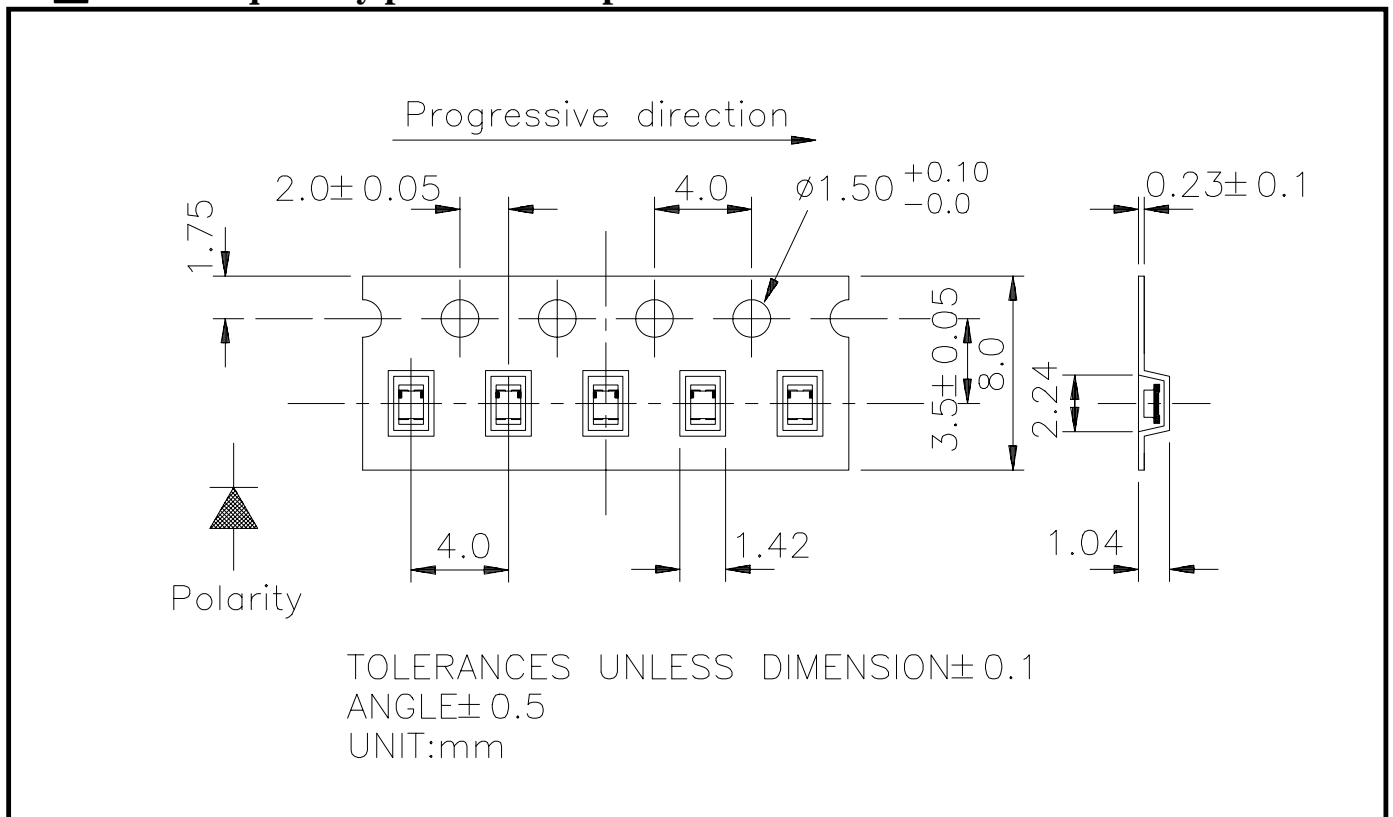 Progressive direction
2.0±0.05
4.0
ø1.50 +0.10 -0.0
0.23±0.1
1.75
3.5±0.05
8.0
2.24
4.0
1.42
1.04
Polarity
TOLERANCES UNLESS DIMENSION±0.1
ANGLE±0.5
UNIT:mm